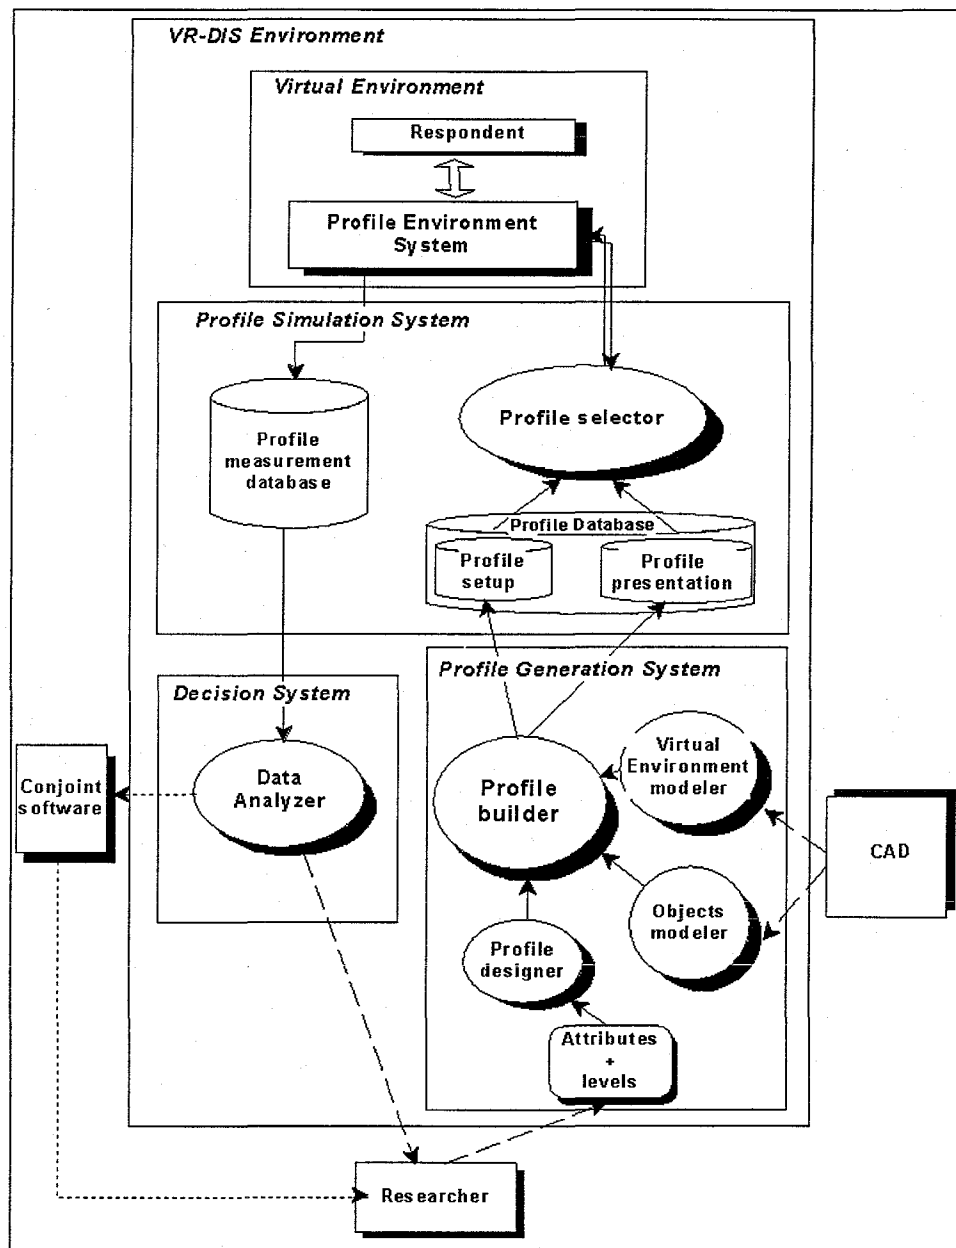 VR-DIS Environment
Virtual Environment
Respondent
Profile Environment
System
Profile Simulation System
Profile
measurement
database
Profile selector
Profile Database
Profile
setup
Profile
presentation
Decision System
Profile Generation System
Conjoint
software
Data
Analyzer
Profile
builder
Virtual
Environment
modeler
CAD
Objects
modeler
Profile
designer
Attributes
+
levels
Researcher